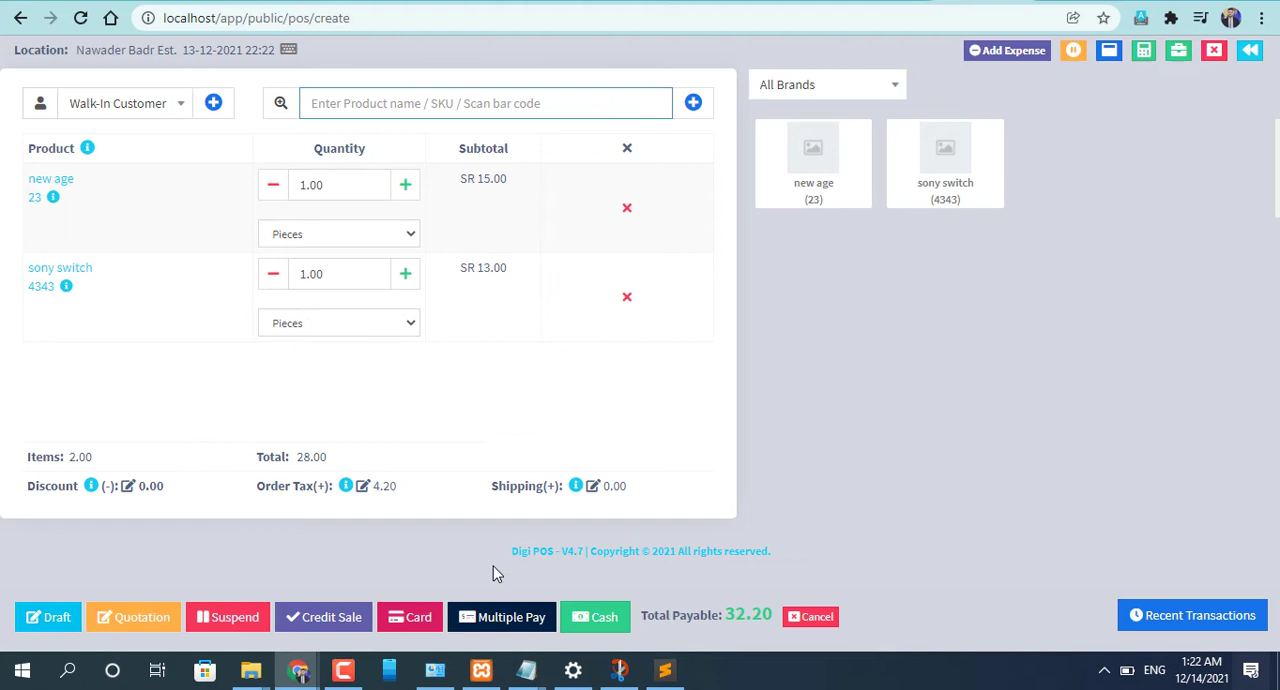 localhost/app/public/pos/create
Location: Nawader Badr Est. 13-12-2021 22:22
Add Expense
Walk-In Customer
Enter Product name / SKU / Scan bar code
All Brands
Product Quantity Subtotal
new age
23
1.00
SR 15.00
Pieces
sony switch
4343
1.00
SR 13.00
Pieces
new age
(23)
sony switch
(4343)
Items: 2.00 Total: 28.00
Discount (-): 0.00 Order Tax(+): 4.20 Shipping(+): 0.00
Digi POS - V4.7 | Copyright © 2021 All rights reserved.
Draft Quotation Suspend Credit Sale Card Multiple Pay Cash Total Payable: 32.20 Cancel Recent Transactions
ENG
1:22 AM
12/14/2021